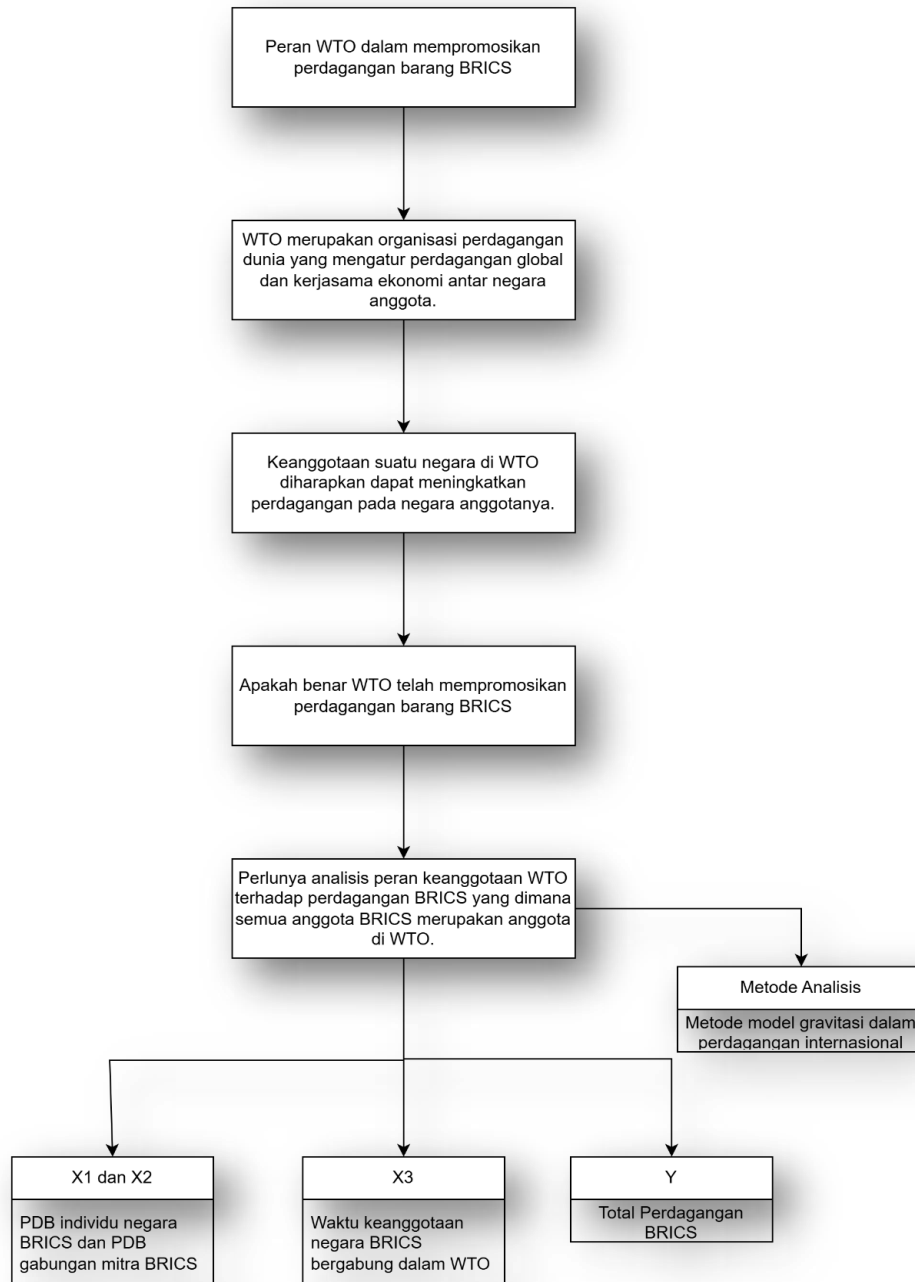 Peran WTO dalam mempromosikan
perdagangan barang BRICS
WTO merupakan organisasi perdagangan
dunia yang mengatur perdagangan global
dan kerjasama ekonomi antar negara
anggota.
Keanggotaan suatu negara di WTO
diharapkan dapat meningkatkan
perdagangan pada negara anggotanya.
Apakah benar WTO telah mempromosikan
perdagangan barang BRICS
Perlunya analisis peran keanggotaan WTO
terhadap perdagangan BRICS yang dimana
semua anggota BRICS merupakan anggota
di WTO.
Metode Analisis
Metode model gravitasi dalam
perdagangan internasional
X1 dan X2
PDB individu negara
BRICS dan PDB
gabungan mitra BRICS
X3
Waktu keanggotaan
negara BRICS
bergabung dalam WTO
Y
Total Perdagangan
BRICS